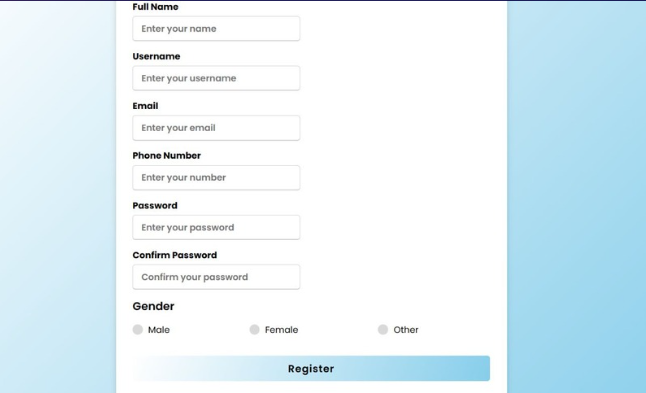 Full Name
Enter your name
Username
Enter your username
Email
Enter your email
Phone Number
Enter your number
Password
Enter your password
Confirm Password
Confirm your password
Gender
Male Female Other
Register